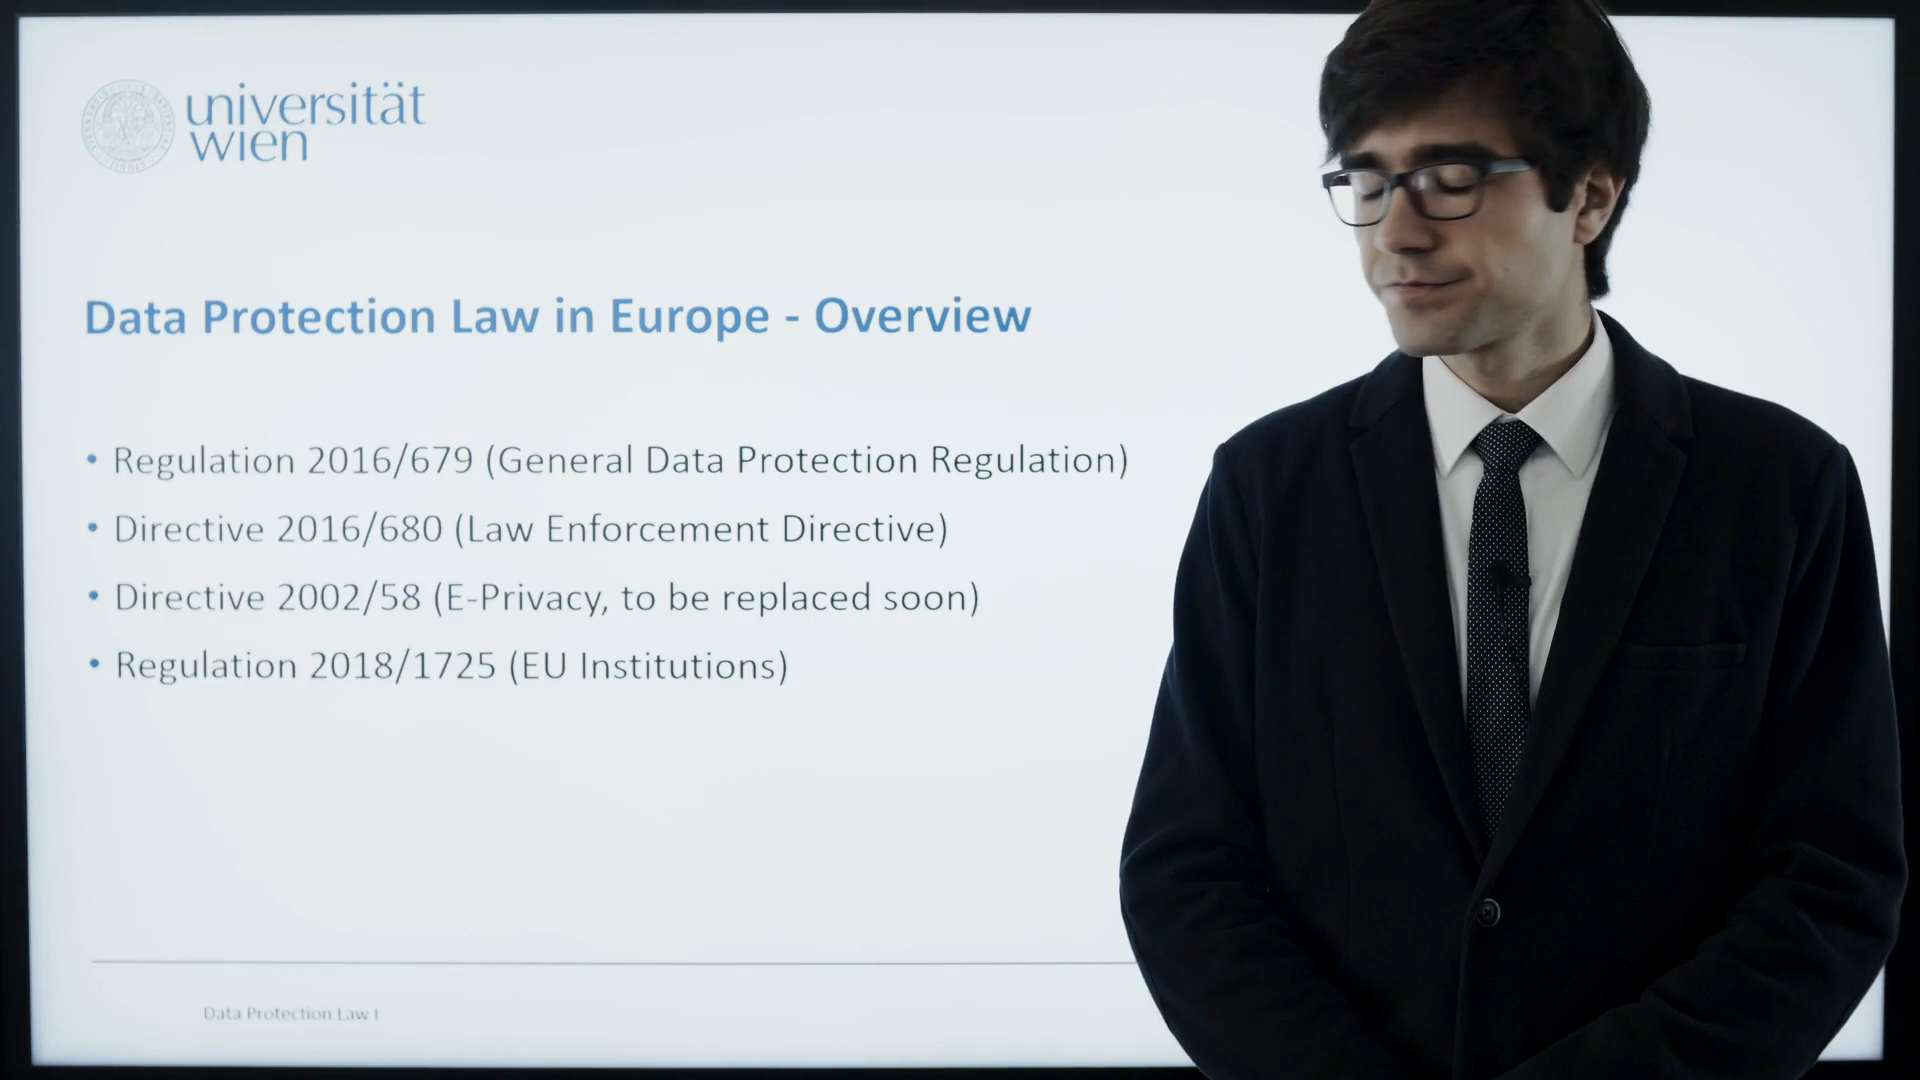 universität
wien
Data Protection Law in Europe - Overview
• Regulation 2016/679 (General Data Protection Regulation)
• Directive 2016/680 (Law Enforcement Directive)
• Directive 2002/58 (E-Privacy, to be replaced soon)
• Regulation 2018/1725 (EU Institutions)
Data Protection Law I